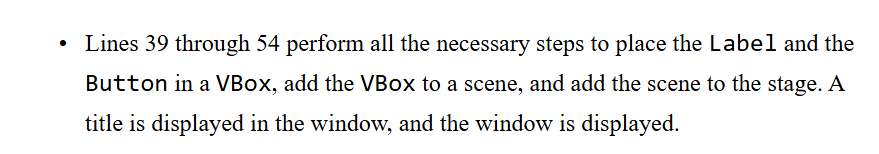 • Lines 39 through 54 perform all the necessary steps to place the Label and the
Button in a VBox, add the VBox to a scene, and add the scene to the stage. A
title is displayed in the window, and the window is displayed.